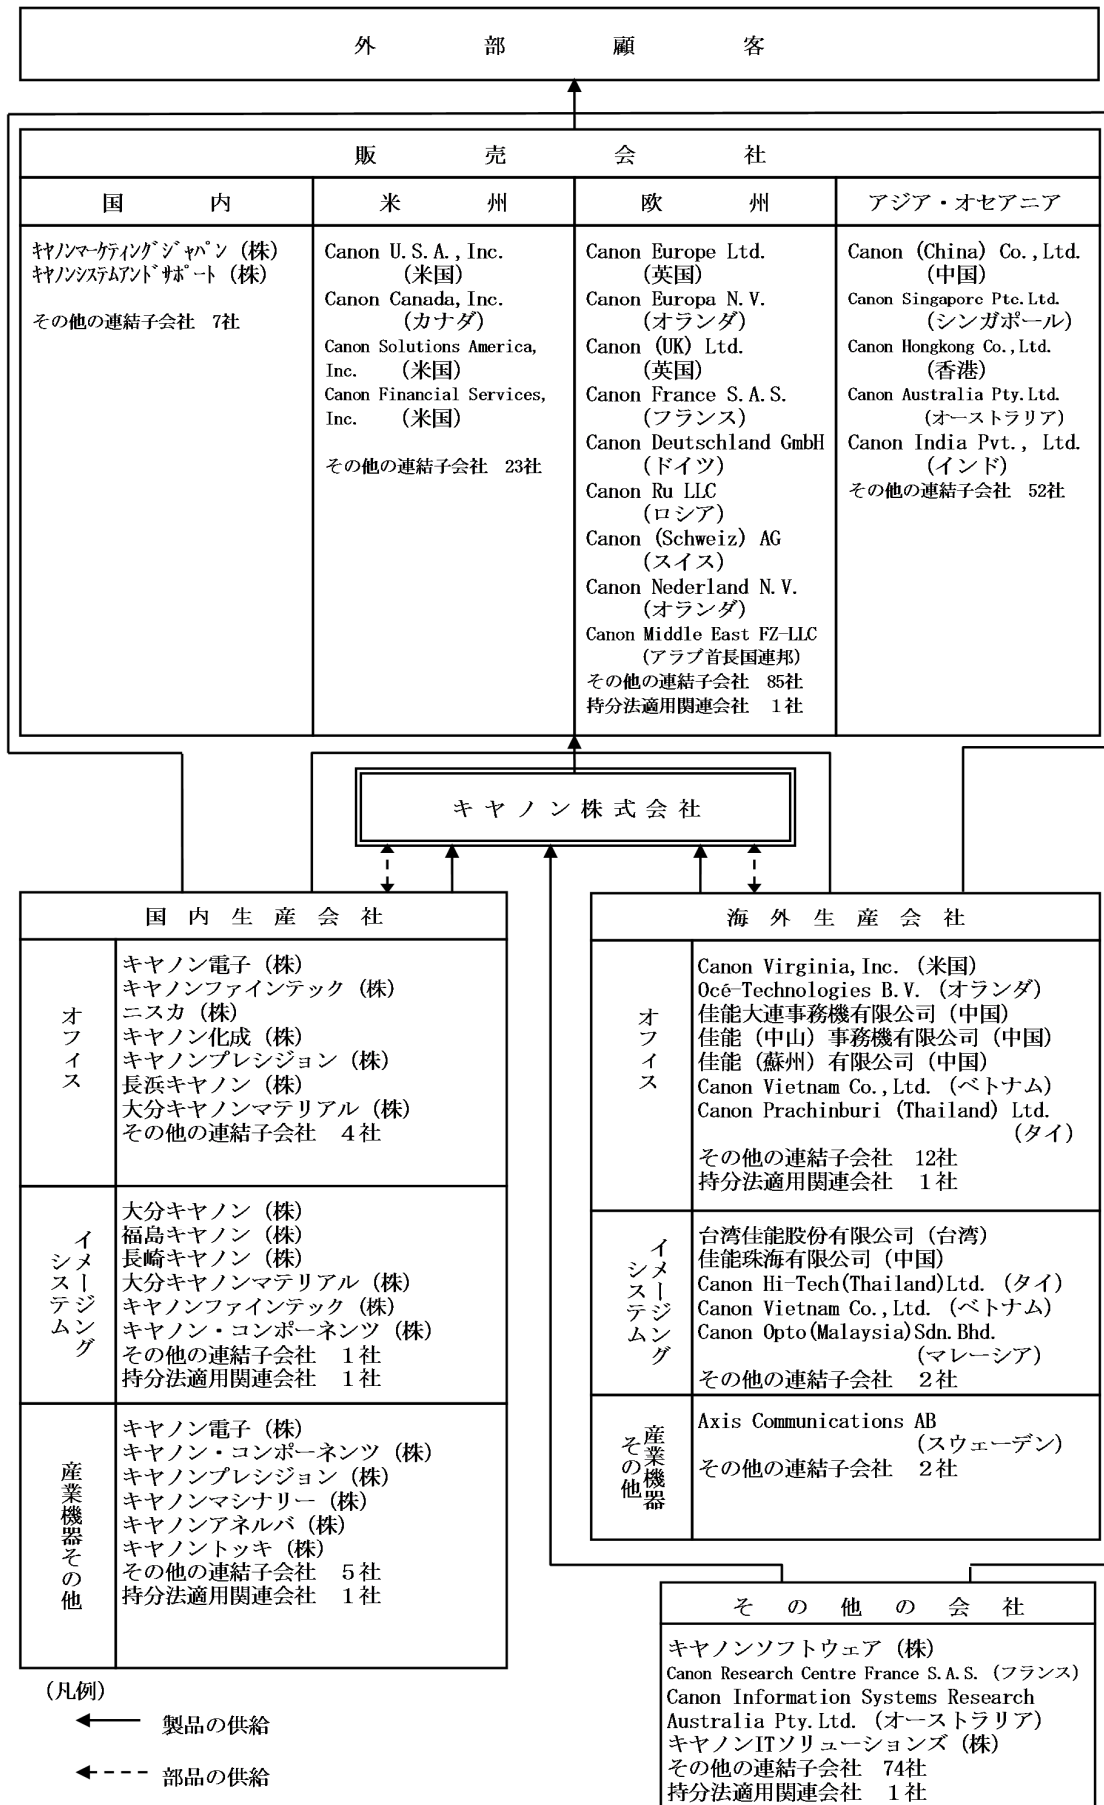 外部顧客
販売会社
国内
キヤノンマーケティングジャパン（株）
キヤノンシステムアンドサポート（株）
その他の連結子会社　7社
米州
Canon U.S.A.,Inc.
（米国）
Canon Canada,Inc.
（カナダ）
Canon Solutions America,
Inc.　（米国）
Canon Financial Services,
Inc.　（米国）
その他の連結子会社　23社
欧州
Canon Europe Ltd.
（英国）
Canon Europa N.V.
（オランダ）
Canon (UK) Ltd.
（英国）
Canon France S.A.S.
（フランス）
Canon Deutschland GmbH
（ドイツ）
Canon Ru LLC
（ロシア）
Canon (Schweiz) AG
（スイス）
Canon Nederland N.V.
（オランダ）
Canon Middle East FZ-LLC
（アラブ首長国連邦）
その他の連結子会社　85社
持分法適用関連会社　1社
アジア・オセアニア
Canon (China) Co.,Ltd.
（中国）
Canon Singapore Pte.Ltd.
（シンガポール）
Canon Hongkong Co.,Ltd.
（香港）
Canon Australia Pty.Ltd.
（オーストラリア）
Canon India Pvt., Ltd.
（インド）
その他の連結子会社　52社
キヤノン株式会社
国内生産会社
オフィス
キヤノン電子（株）
キヤノンファインテック（株）
ニスカ（株）
キヤノン化成（株）
キヤノンプレシジョン（株）
長浜キヤノン（株）
大分キヤノンマテリアル（株）
その他の連結子会社　4社
イメージング
システム
大分キヤノン（株）
福島キヤノン（株）
長崎キヤノン（株）
大分キヤノンマテリアル（株）
キヤノンファインテック（株）
キヤノン・コンポーネンツ（株）
その他の連結子会社　1社
持分法適用関連会社　1社
産業機器その他
キヤノン電子（株）
キヤノン・コンポーネンツ（株）
キヤノンプレシジョン（株）
キヤノンマシナリー（株）
キヤノンアネルバ（株）
キヤノントッキ（株）
その他の連結子会社　5社
持分法適用関連会社　1社
海外生産会社
オフィス
Canon Virginia,Inc.（米国）
Océ-Technologies B.V.（オランダ）
佳能大連事務機有限公司（中国）
佳能（中山）事務機有限公司（中国）
佳能（蘇州）有限公司（中国）
Canon Vietnam Co.,Ltd.（ベトナム）
Canon Prachinburi (Thailand) Ltd.
（タイ）
その他の連結子会社　12社
持分法適用関連会社　1社
イメージング
システム
台湾佳能股份有限公司（台湾）
佳能珠海有限公司（中国）
Canon Hi-Tech(Thailand)Ltd.（タイ）
Canon Vietnam Co.,Ltd.（ベトナム）
Canon Opto(Malaysia)Sdn.Bhd.
（マレーシア）
その他の連結子会社　2社
産業機器
その他
Axis Communications AB
（スウェーデン）
その他の連結子会社　2社
その他の会社
キヤノンソフトウェア（株）
Canon Research Centre France S.A.S.（フランス）
Canon Information Systems Research
Australia Pty.Ltd.（オーストラリア）
キヤノンITソリューションズ（株）
その他の連結子会社　74社
持分法適用関連会社　1社
（凡例）
製品の供給
部品の供給